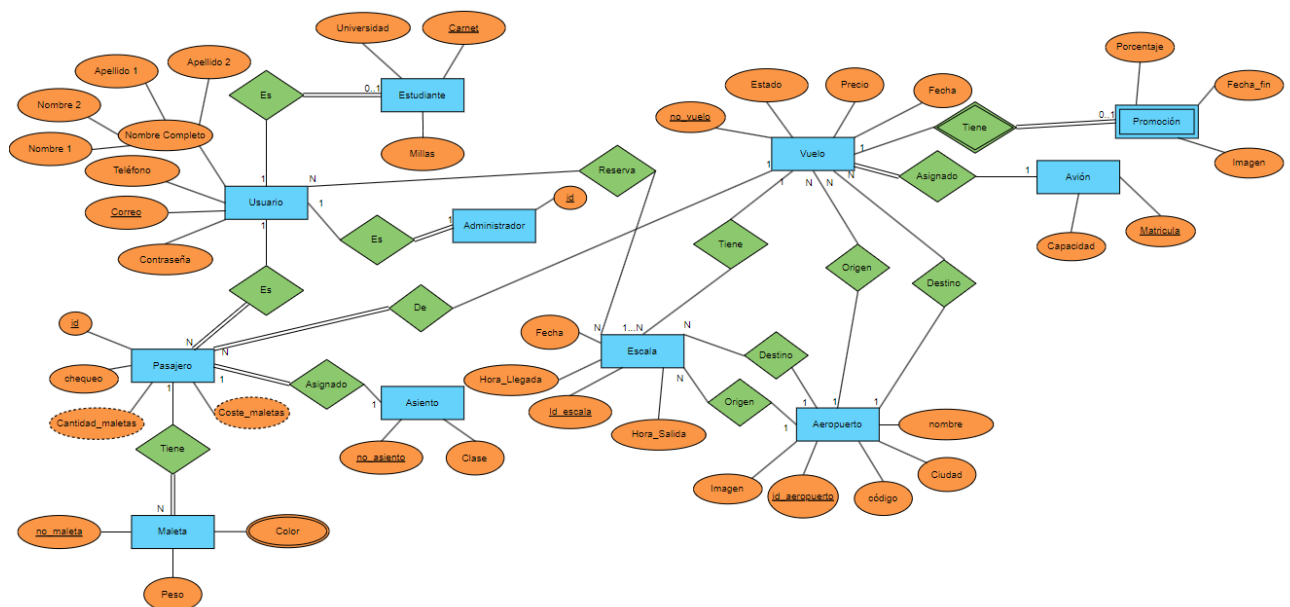 Universidad
Carnet
Apellido 1
Apellido 2
Es
0..1
Estudiante
Nombre 2
Nombre Completo
Nombre 1
Millas
Teléfono
1
N
Usuario
1
1
Correo
Contraseña
Es
1
Administrador
id
Reserva
Estado
Precio
Fecha
no_vuelo
Vuelo
1
1
1
N
N
N
Tiene
0..1
Promoción
Porcentaje
Fecha_fin
Imagen
Asignado
1
Avión
Capacidad
Matricula
Es
De
Tiene
Origen
Destino
id
N
N
Pasajero
1
1
chequeo
Cantidad_maletas
Coste_maletas
Asignado
1
Asiento
no_asiento
Clase
Tiene
N
Maleta
no_maleta
Color
Peso
Fecha
N
1...N
N
Escala
N
Hora_Llegada
Id_escala
Hora_Salida
Destino
Origen
1
1
1
1
Aeropuerto
nombre
Ciudad
código
id_aeropuerto
Imagen